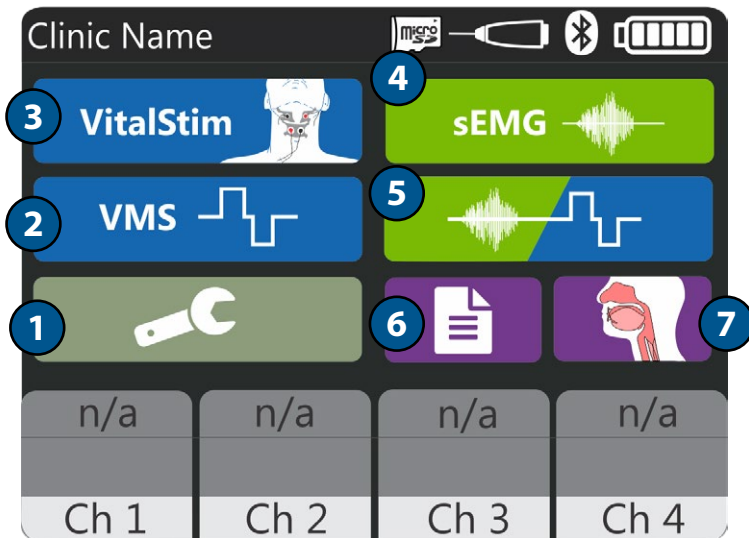 Clinic Name
Micro
SD
4
3
VitalStim
sEMG
5
2
VMS
1
6
7
n/a n/a n/a n/a
Ch 1 Ch 2 Ch 3 Ch 4